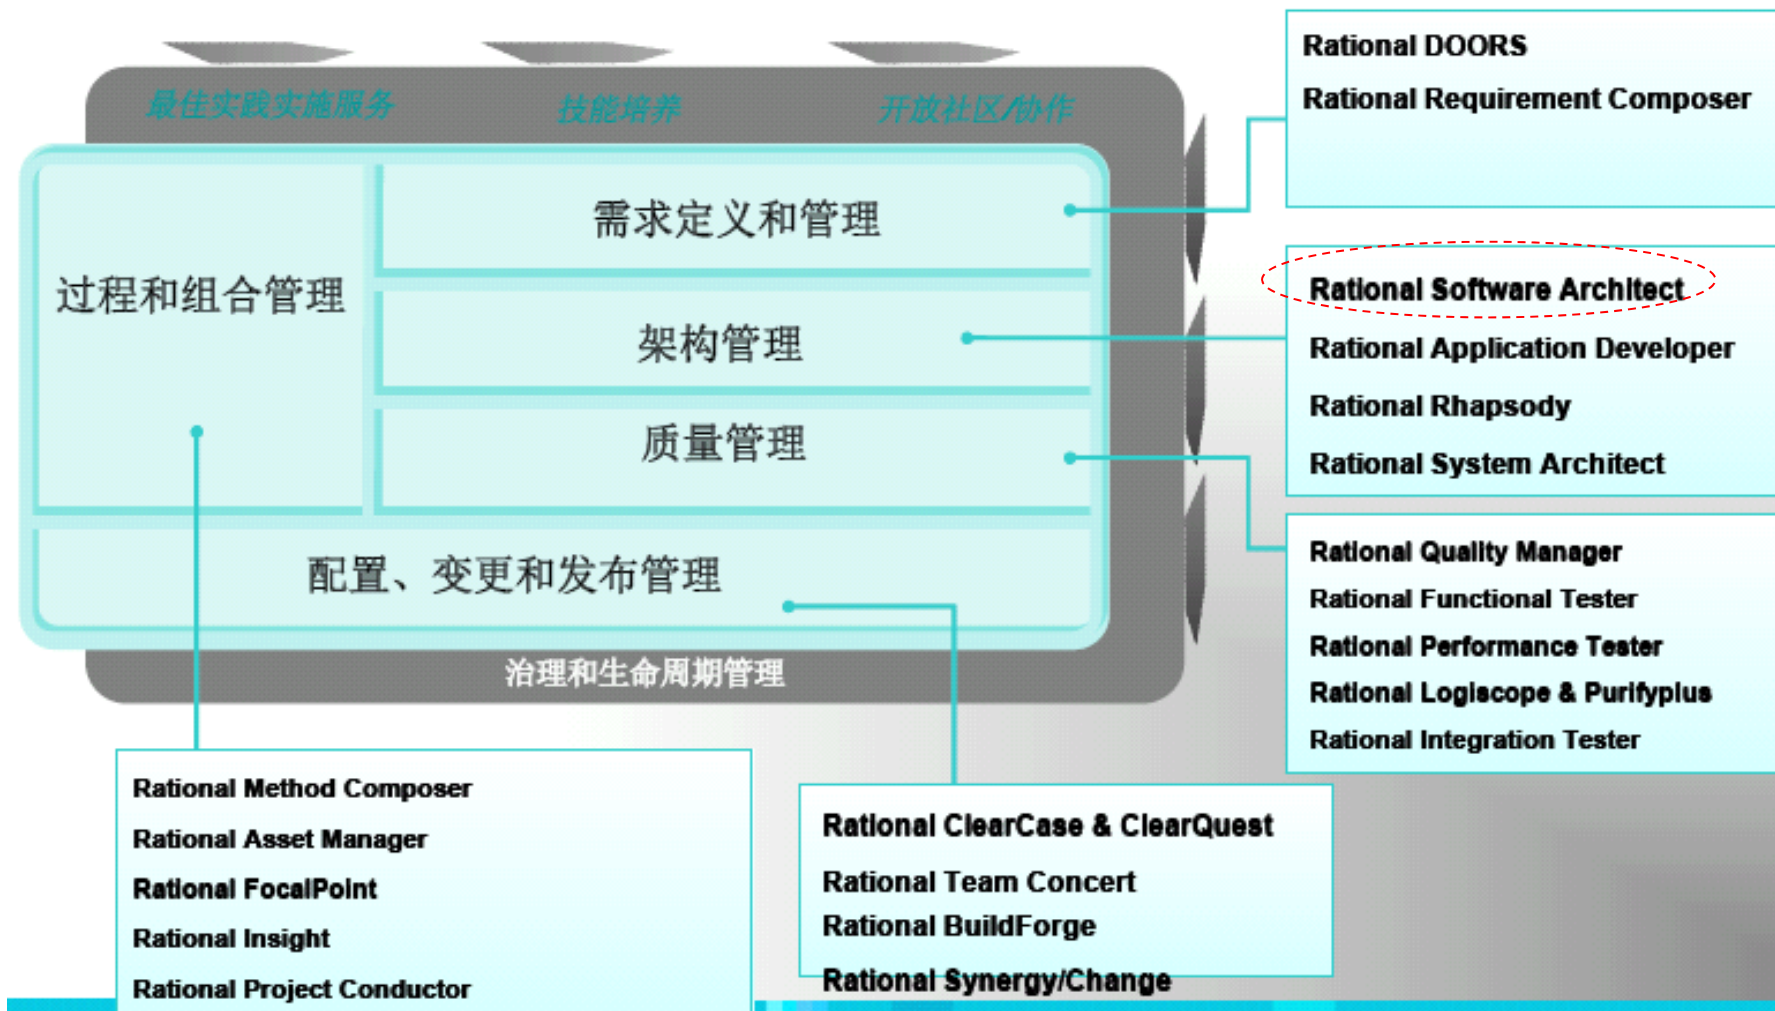 最佳实践实施服务
技能培养
开放社区/协作
过程和组合管理
需求定义和管理
架构管理
质量管理
配置、变更和发布管理
治理和生命周期管理
Rational DOORS
Rational Requirement Composer
Rational Software Architect
Rational Application Developer
Rational Rhapsody
Rational System Architect
Rational Quality Manager
Rational Functional Tester
Rational Performance Tester
Rational Logiscope & Purifyplus
Rational Integration Tester
Rational Method Composer
Rational Asset Manager
Rational FocalPoint
Rational Insight
Rational Project Conductor
Rational ClearCase & ClearQuest
Rational Team Concert
Rational BuildForge
Rational Synergy/Change